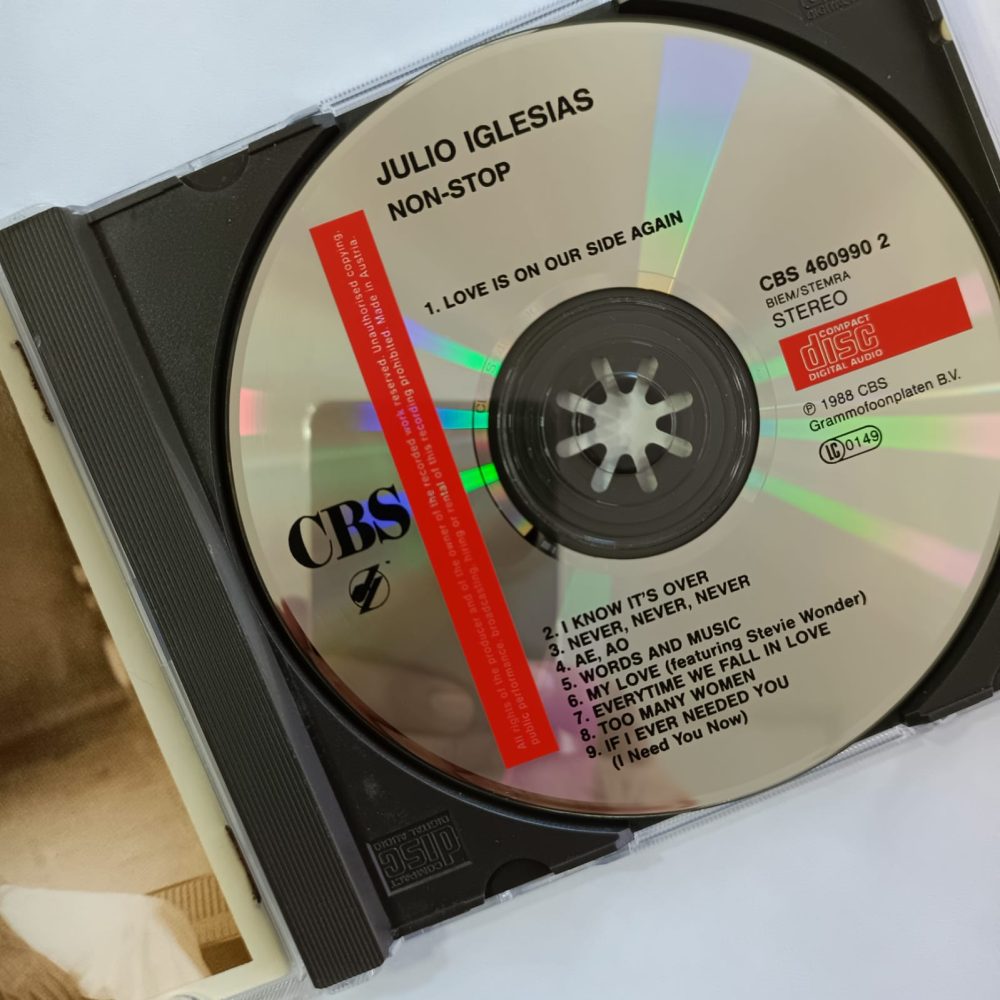 JULIO IGLESIAS
NON-STOP
1. LOVE IS ON OUR SIDE AGAIN
CBS 460990 2
BIEM/STEMRA
STEREO
COMPACT
disc
DIGITAL AUDIO
℗ 1988 CBS
Grammofoonplaten B.V.
LC 0149
CBS
All rights of the producer and of the owner of the recorded work reserved. Unauthorised copying,
public performance, broadcasting, hiring or rental of this recording prohibited. Made in Austria.
2. I KNOW IT'S OVER
3. NEVER, NEVER, NEVER
4. AE, AO
5. WORDS AND MUSIC
6. MY LOVE (featuring Stevie Wonder)
7. EVERYTIME WE FALL IN LOVE
8. TOO MANY WOMEN
9. IF I EVER NEEDED YOU
(I Need You Now)
COMPACT
disc
DIGITAL AUDIO